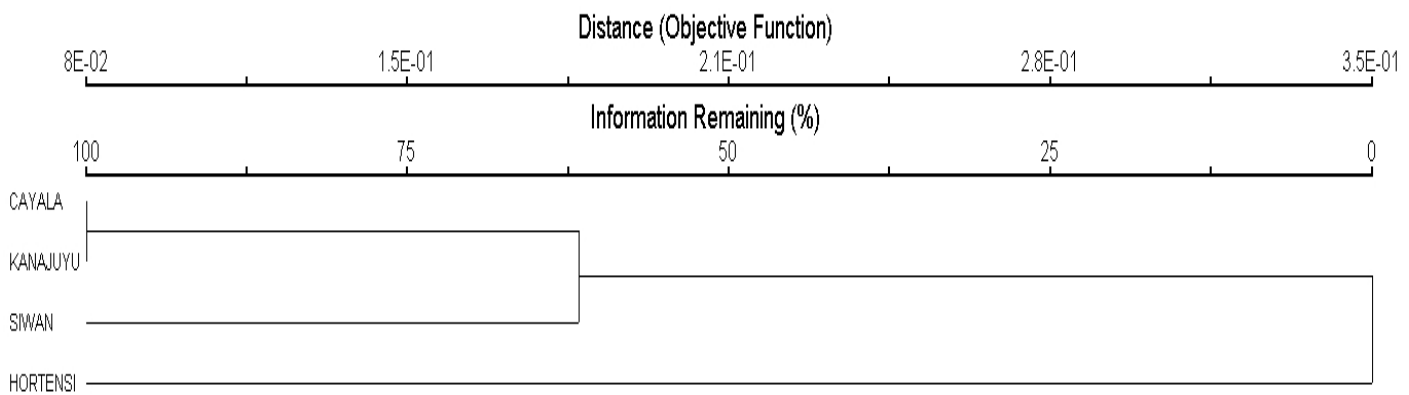 Distance (Objective Function)
8E-02 1.5E-01 2.1E-01 2.8E-01 3.5E-01
Information Remaining (%)
100 75 50 25 0
CAYALA
KANAJUYU
SIWAN
HORTENSI